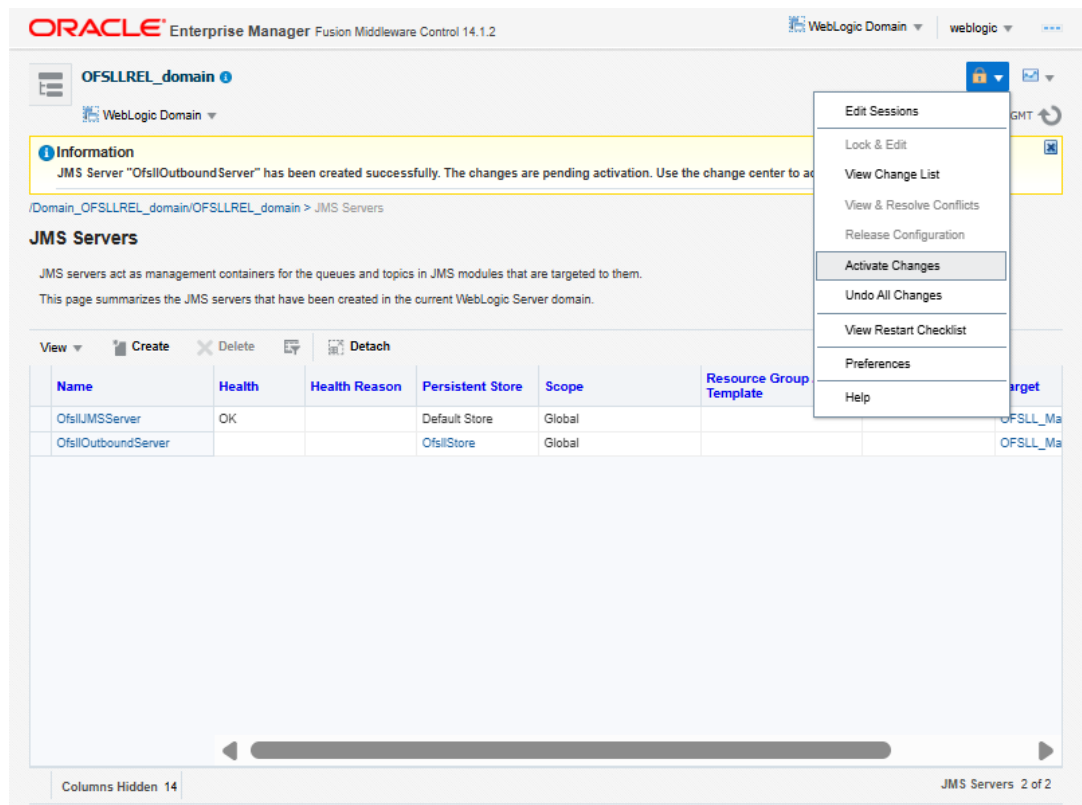 ORACLE Enterprise Manager Fusion Middleware Control 14.1.2
WebLogic Domain
weblogic
OFSLLREL_domain
WebLogic Domain
GMT
Information
JMS Server "OfsllOutboundServer" has been created successfully. The changes are pending activation. Use the change center to
/Domain_OFSLLREL_domain/OFSLLREL_domain > JMS Servers
JMS Servers
JMS servers act as management containers for the queues and topics in JMS modules that are targeted to them.
This page summarizes the JMS servers that have been created in the current WebLogic Server domain.
Edit Sessions
Lock & Edit
View Change List
View & Resolve Conflicts
Release Configuration
Activate Changes
Undo All Changes
View Restart Checklist
Preferences
Help
View Create Delete Detach
Name Health Health Reason Persistent Store Scope Resource Group Template
OfsllJMSServer OK Default Store Global OFSLL_Ma
OfsllOutboundServer OfsllStore Global OFSLL_Ma
Columns Hidden 14
JMS Servers 2 of 2